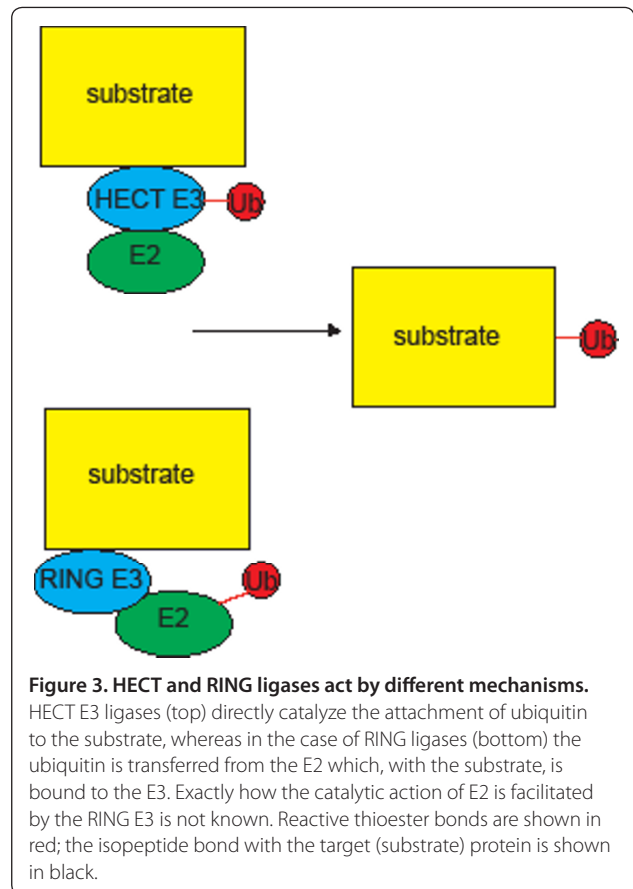 substrate
HECT E3
Ub
E2
substrate
Ub
substrate
RING E3
Ub
E2
Figure 3. HECT and RING ligases act by different mechanisms.
HECT E3 ligases (top) directly catalyze the attachment of ubiquitin
to the substrate, whereas in the case of RING ligases (bottom) the
ubiquitin is transferred from the E2 which, with the substrate, is
bound to the E3. Exactly how the catalytic action of E2 is facilitated
by the RING E3 is not known. Reactive thioester bonds are shown in
red; the isopeptide bond with the target (substrate) protein is shown
in black.